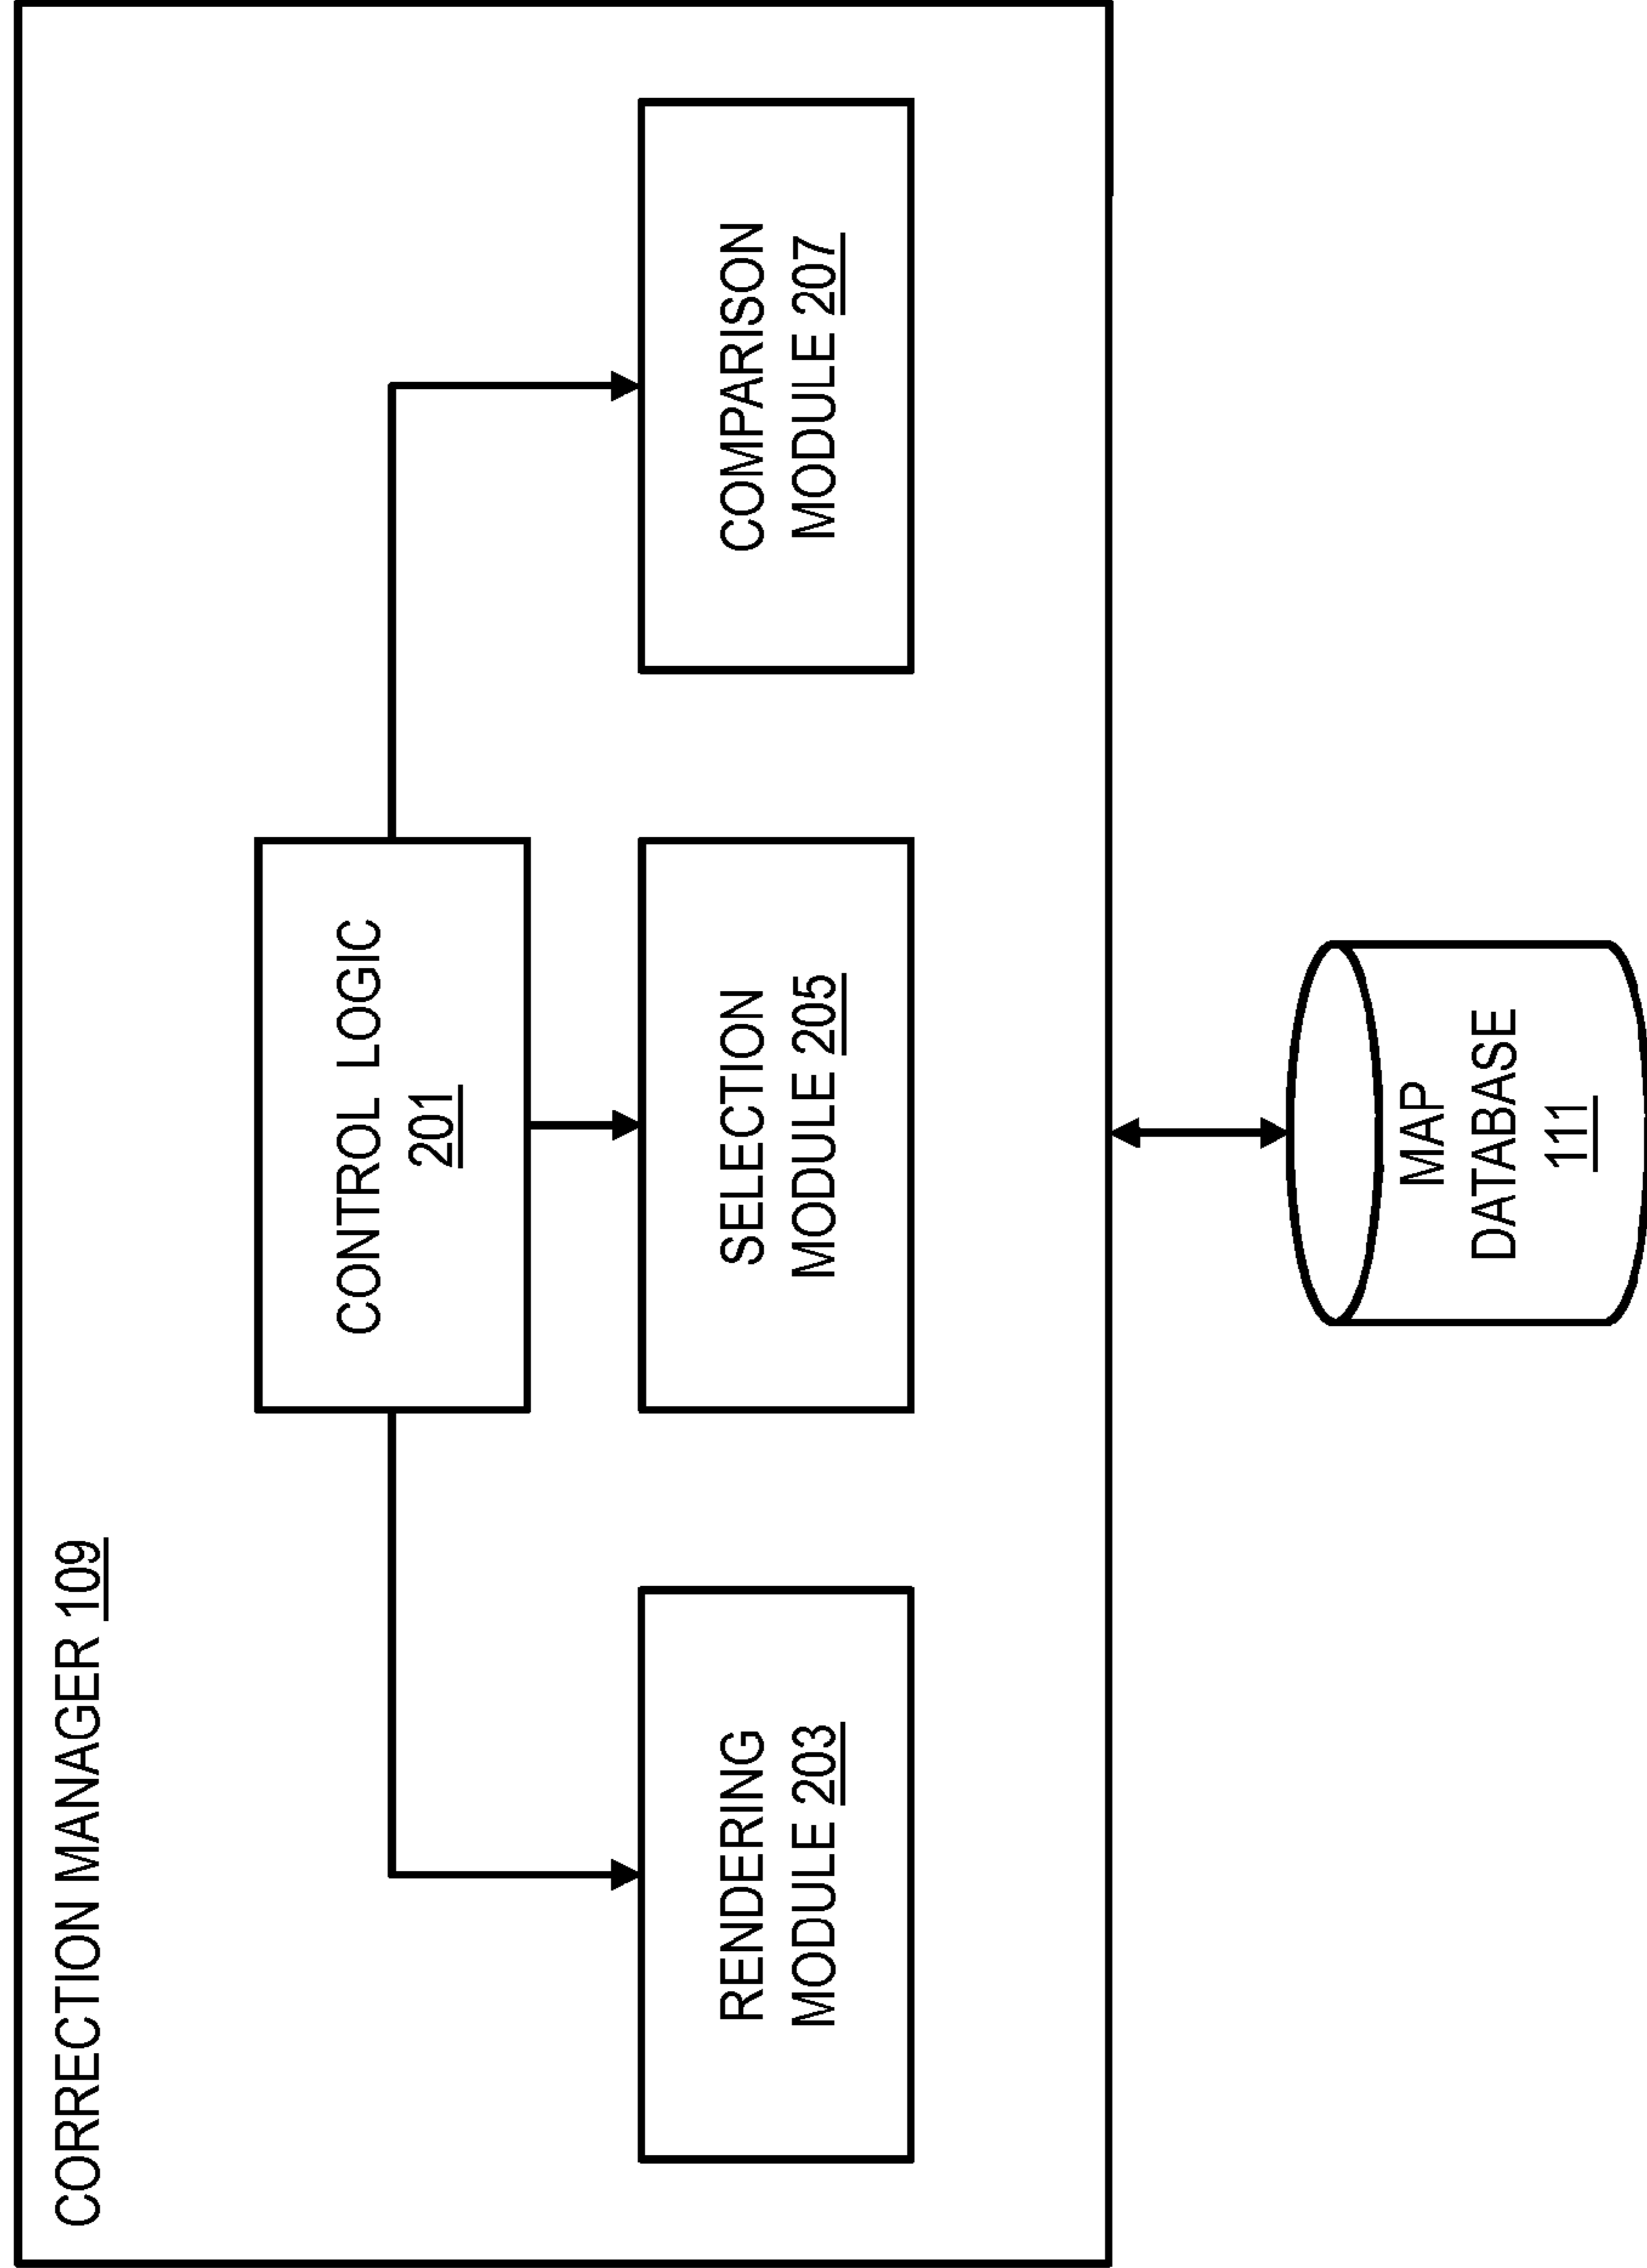 CORRECTION MANAGER 109
CONTROL LOGIC
201
RENDERING
MODULE 203
SELECTION
MODULE 205
COMPARISON
MODULE 207
MAP
DATABASE
111